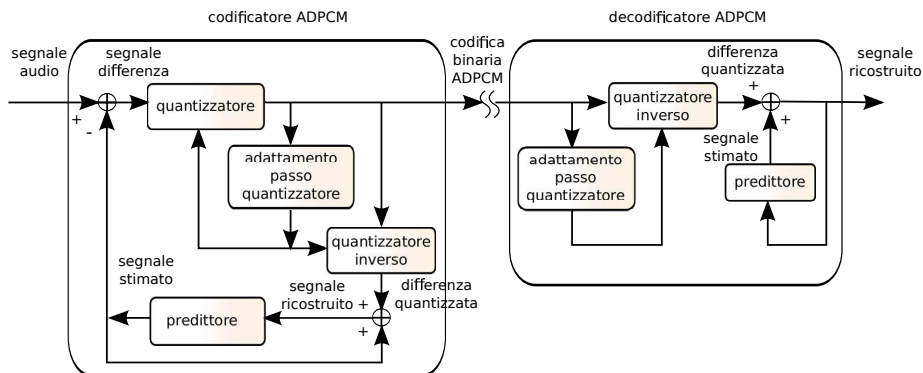 codificatore ADPCM
decodificatore ADPCM
segnale
audio
segnale
differenza
codifica
binaria
ADPCM
differenza
quantizzata
segnale
ricostruito
+
-
quantizzatore
quantizzatore
inverso
+
+
segnale
stimato
adattamento
passo
quantizzatore
adattamento
passo
quantizzatore
predittore
quantizzatore
inverso
segnale
stimato
segnale
ricostruito
+
differenza
quantizzata
predittore
+